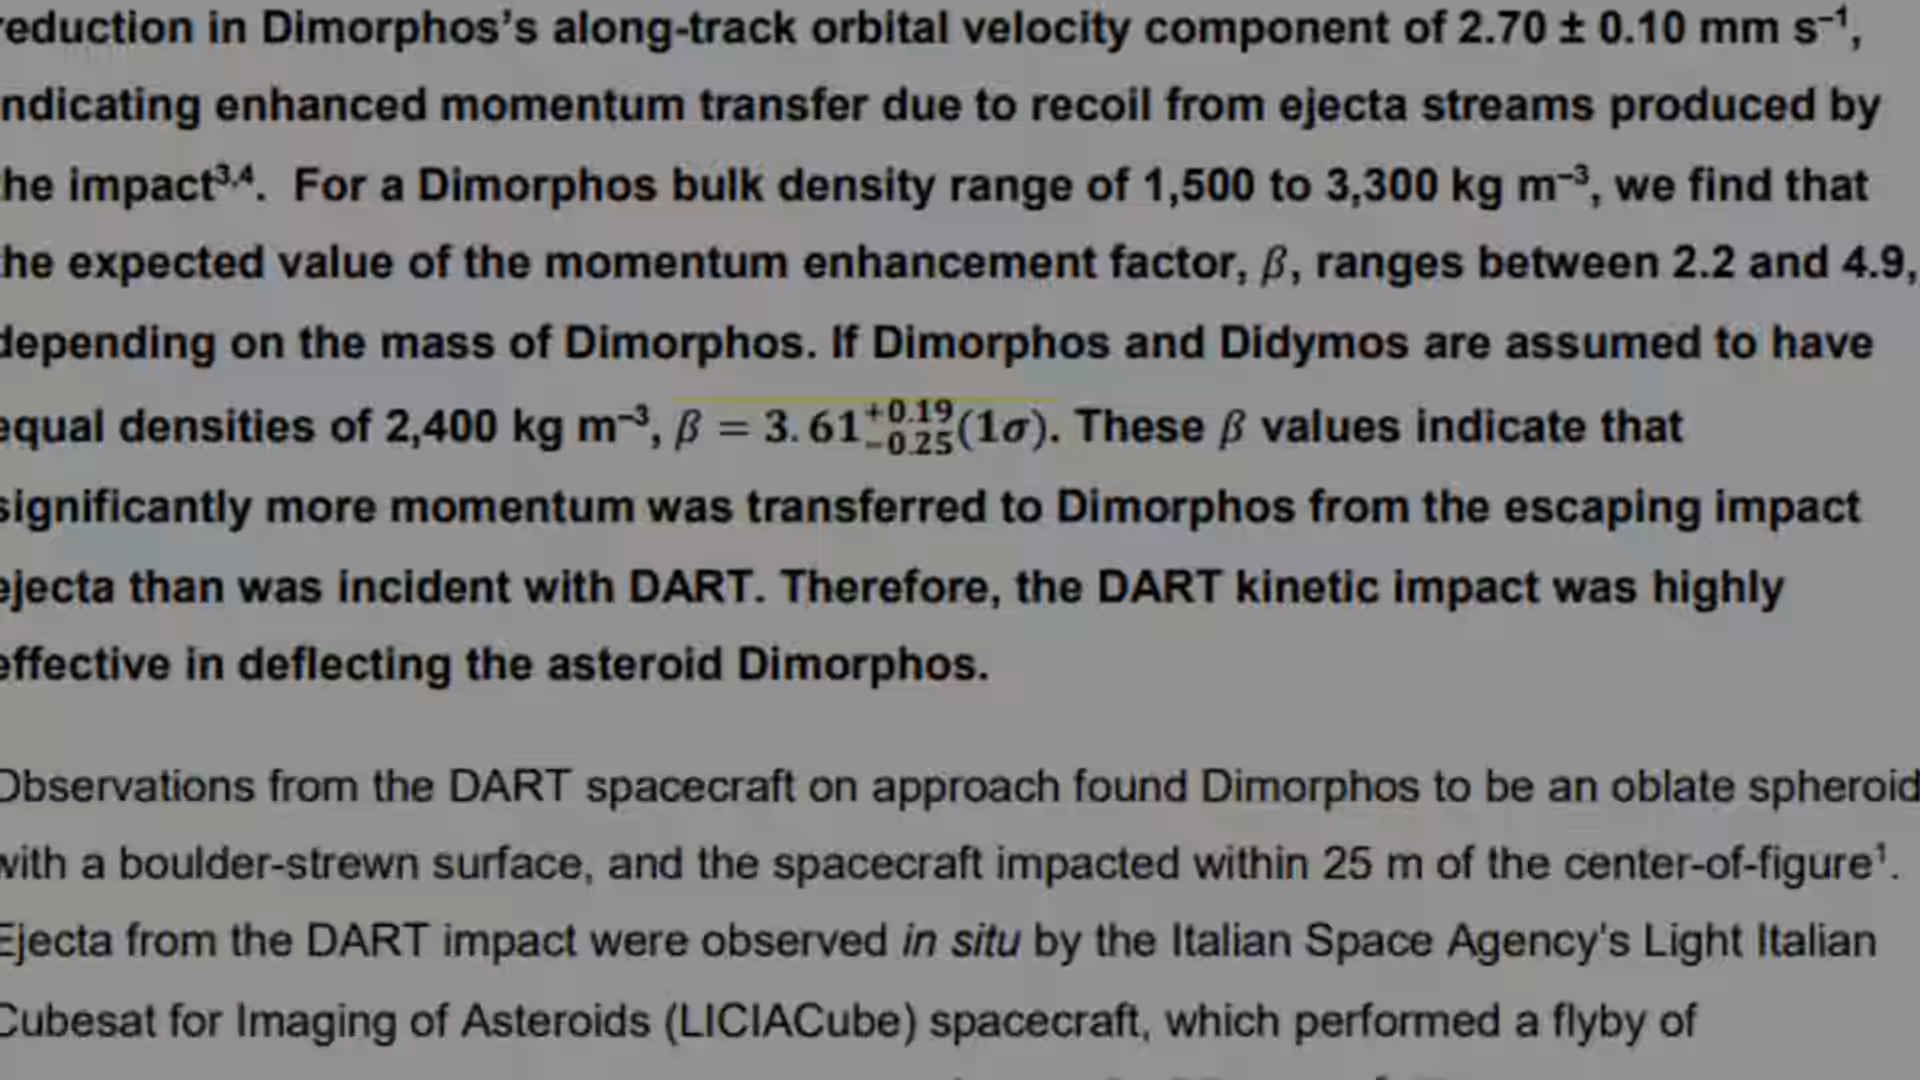 reduction in Dimorphos’s along-track orbital velocity component of 2.70 ± 0.10 mm s⁻¹,
indicating enhanced momentum transfer due to recoil from ejecta streams produced by
the impact³,⁴. For a Dimorphos bulk density range of 1,500 to 3,300 kg m⁻³, we find that
the expected value of the momentum enhancement factor, β, ranges between 2.2 and 4.9,
depending on the mass of Dimorphos. If Dimorphos and Didymos are assumed to have
equal densities of 2,400 kg m⁻³, β = 3.61 +0.19 −0.25 (1σ). These β values indicate that
significantly more momentum was transferred to Dimorphos from the escaping impact
ejecta than was incident with DART. Therefore, the DART kinetic impact was highly
effective in deflecting the asteroid Dimorphos.
Observations from the DART spacecraft on approach found Dimorphos to be an oblate spheroid
with a boulder-strewn surface, and the spacecraft impacted within 25 m of the center-of-figure¹.
Ejecta from the DART impact were observed in situ by the Italian Space Agency's Light Italian
Cubesat for Imaging of Asteroids (LICIACube) spacecraft, which performed a flyby of